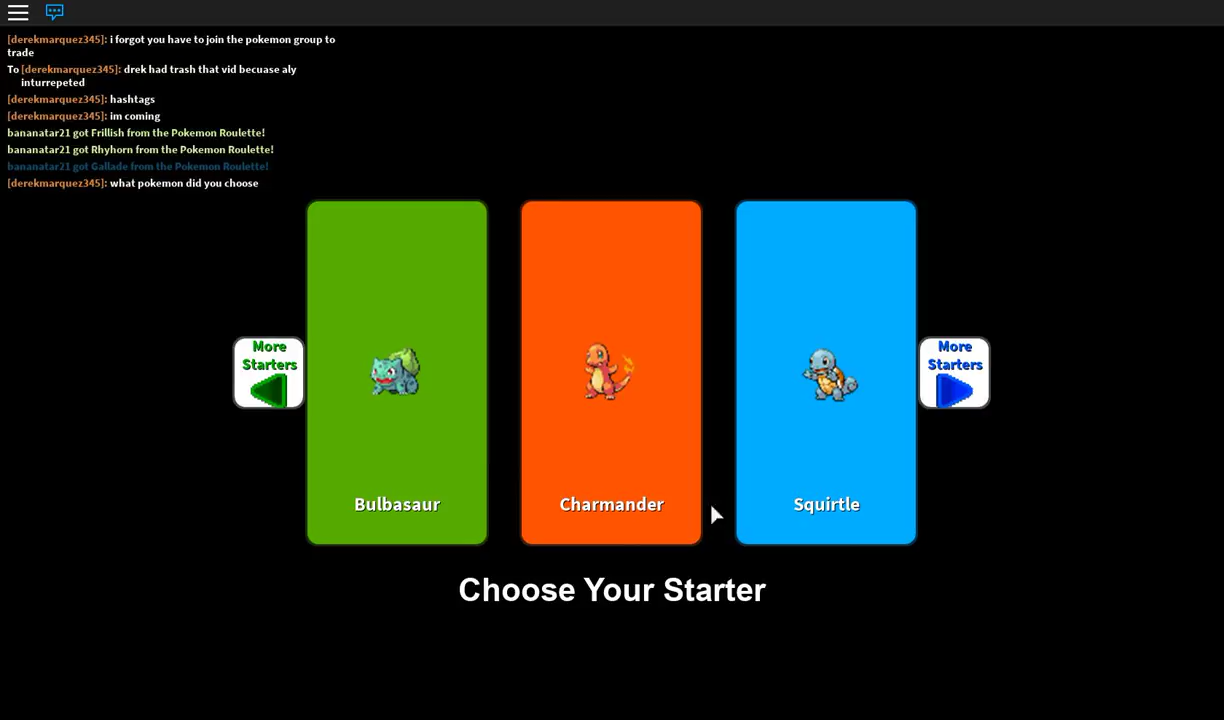 [derekmarquez345]: i forgot you have to join the pokemon group to
trade
To [derekmarquez345]: drek had trash that vid becuase aly
inturrepeted
[derekmarquez345]: hashtags
[derekmarquez345]: im coming
bananatar21 got Frillish from the Pokemon Roulette!
bananatar21 got Rhyhorn from the Pokemon Roulette!
bananatar21 got Gallade from the Pokemon Roulette!
[derekmarquez345]: what pokemon did you choose
More
Starters
More
Starters
Bulbasaur
Charmander
Squirtle
Choose Your Starter